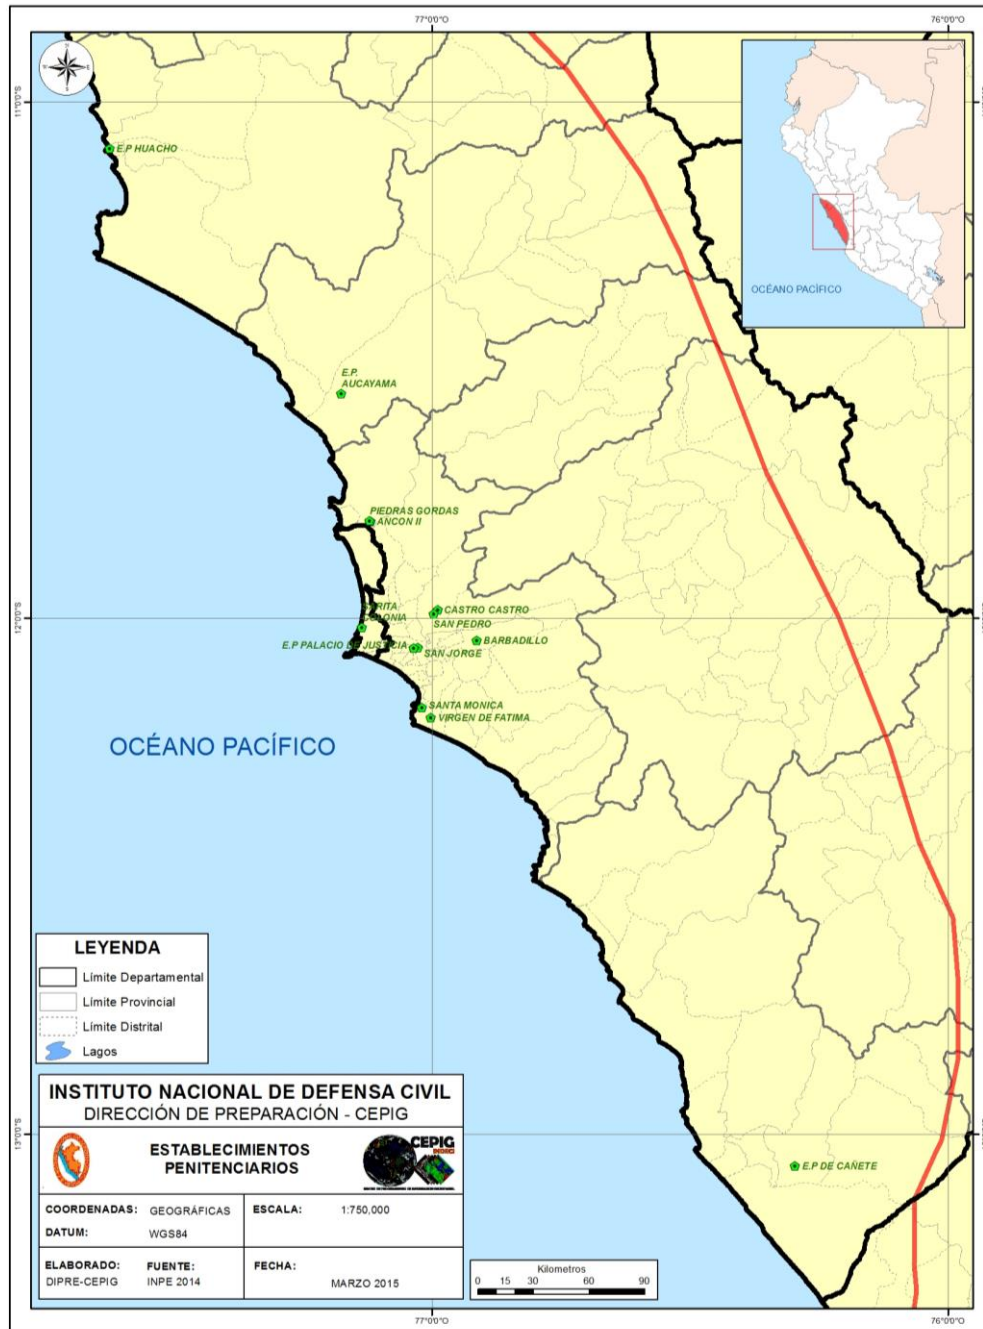 77°0'0"O
76°0'0"O
11°0'0"S
E.P HUACHO
OCÉANO PACÍFICO
E.P.
AUCAYAMA
PIEDRAS GORDAS
ANCON II
CASTRO CASTRO
SAN PEDRO
12°0'0"S
E.P PALACIO DE JUSTICIA
BARBADILLO
SAN JORGE
SANTA MONICA
VIRGEN DE FATIMA
OCÉANO PACÍFICO
LEYENDA
Límite Departamental
Límite Provincial
Límite Distrital
Lagos
INSTITUTO NACIONAL DE DEFENSA CIVIL
DIRECCIÓN DE PREPARACIÓN - CEPIG
ESTABLECIMIENTOS
PENITENCIARIOS
CEPIG
COORDENADAS: GEOGRÁFICAS
DATUM: WGS84
ESCALA: 1:750,000
ELABORADO:
DIPRE-CEPIG
FUENTE:
INPE 2014
FECHA:
MARZO 2015
13°0'0"S
E.P DE CAÑETE
Kilometros
0 15 30 60 90
77°0'0"O
76°0'0"O